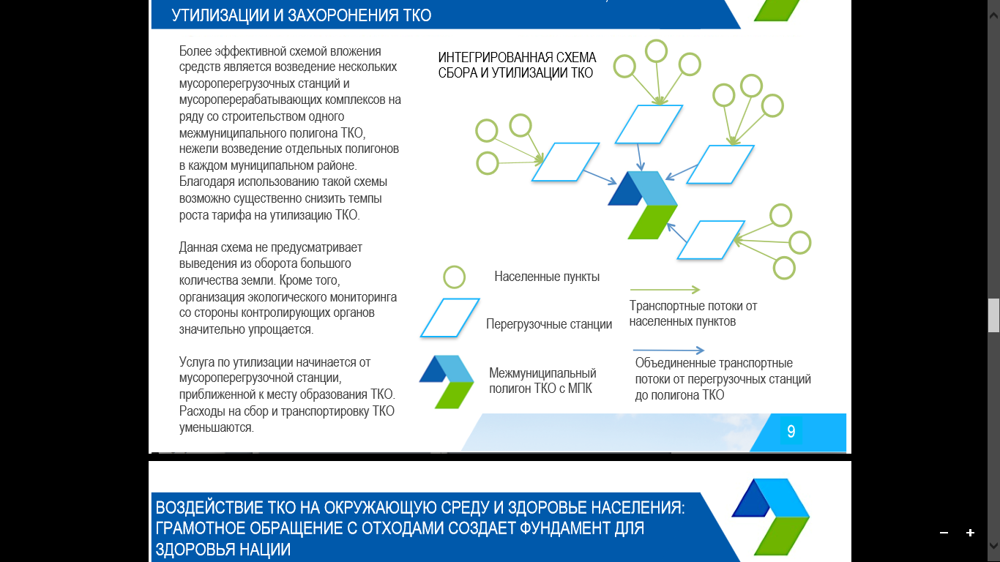 УТИЛИЗАЦИИ И ЗАХОРОНЕНИЯ ТКО
Более эффективной схемой вложения
средств является возведение нескольких
мусороперегрузочных станций и
мусороперерабатывающих комплексов на
ряду со строительством одного
межмуниципального полигона ТКО,
нежели возведение отдельных полигонов
в каждом муниципальном районе.
Благодаря использованию такой схемы
возможно существенно снизить темпы
роста тарифа на утилизацию ТКО.
Данная схема не предусматривает
выведения из оборота большого
количества земли. Кроме того,
организация экологического мониторинга
со стороны контролирующих органов
значительно упрощается.
Услуга по утилизации начинается от
мусороперегрузочной станции,
приближенной к месту образования ТКО.
Расходы на сбор и транспортировку ТКО
уменьшаются.
ИНТЕГРИРОВАННАЯ СХЕМА
СБОРА И УТИЛИЗАЦИИ ТКО
Населенные пункты
Перегрузочные станции
Межмуниципальный
полигон ТКО с МПК
Транспортные потоки от
населенных пунктов
Объединенные транспортные
потоки от перегрузочных станций
до полигона ТКО
9
ВОЗДЕЙСТВИЕ ТКО НА ОКРУЖАЮЩУЮ СРЕДУ И ЗДОРОВЬЕ НАСЕЛЕНИЯ:
ГРАМОТНОЕ ОБРАЩЕНИЕ С ОТХОДАМИ СОЗДАЕТ ФУНДАМЕНТ ДЛЯ
ЗДОРОВЬЯ НАЦИИ